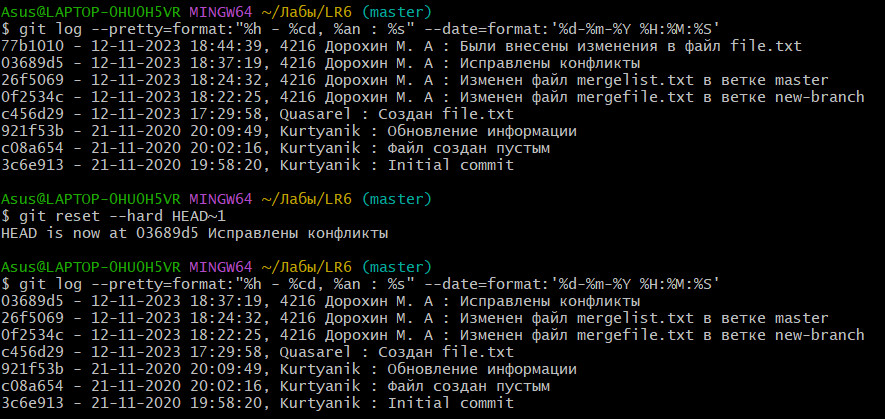 Asus@LAPTOP-0HU0H5VR MINGW64 ~/Лабы/LR6 (master)
$ git log --pretty=format:"%h - %cd, %an : %s" --date=format:'%d-%m-%Y %H:%M:%S'
77b1010 - 12-11-2023 18:44:39, 4216 Дорохин М. А : Были внесены изменения в файл file.txt
03689d5 - 12-11-2023 18:37:19, 4216 Дорохин М. А : Исправлены конфликты
26f5069 - 12-11-2023 18:24:32, 4216 Дорохин М. А : Изменен файл mergelist.txt в ветке master
0f2534c - 12-11-2023 18:22:25, 4216 Дорохин М. А : Изменен файл mergefile.txt в ветке new-branch
c456d29 - 12-11-2023 17:29:58, Quasarel : Создан file.txt
921f53b - 21-11-2020 20:09:49, Kurtyanik : Обновление информации
c08a654 - 21-11-2020 20:02:16, Kurtyanik : Файл создан пустым
3c6e913 - 21-11-2020 19:58:20, Kurtyanik : Initial commit
Asus@LAPTOP-0HU0H5VR MINGW64 ~/Лабы/LR6 (master)
$ git reset --hard HEAD~1
HEAD is now at 03689d5 Исправлены конфликты
Asus@LAPTOP-0HU0H5VR MINGW64 ~/Лабы/LR6 (master)
$ git log --pretty=format:"%h - %cd, %an : %s" --date=format:'%d-%m-%Y %H:%M:%S'
03689d5 - 12-11-2023 18:37:19, 4216 Дорохин М. А : Исправлены конфликты
26f5069 - 12-11-2023 18:24:32, 4216 Дорохин М. А : Изменен файл mergelist.txt в ветке master
0f2534c - 12-11-2023 18:22:25, 4216 Дорохин М. А : Изменен файл mergefile.txt в ветке new-branch
c456d29 - 12-11-2023 17:29:58, Quasarel : Создан file.txt
921f53b - 21-11-2020 20:09:49, Kurtyanik : Обновление информации
c08a654 - 21-11-2020 20:02:16, Kurtyanik : Файл создан пустым
3c6e913 - 21-11-2020 19:58:20, Kurtyanik : Initial commit